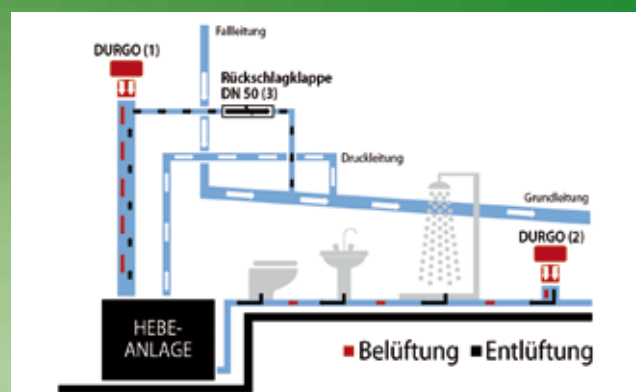 Fallleitung
DURGO (1)
Rückschlagklappe
DN 50 (3)
Druckleitung
Grundleitung
DURGO (2)
HEBE-
ANLAGE
Belüftung Entlüftung